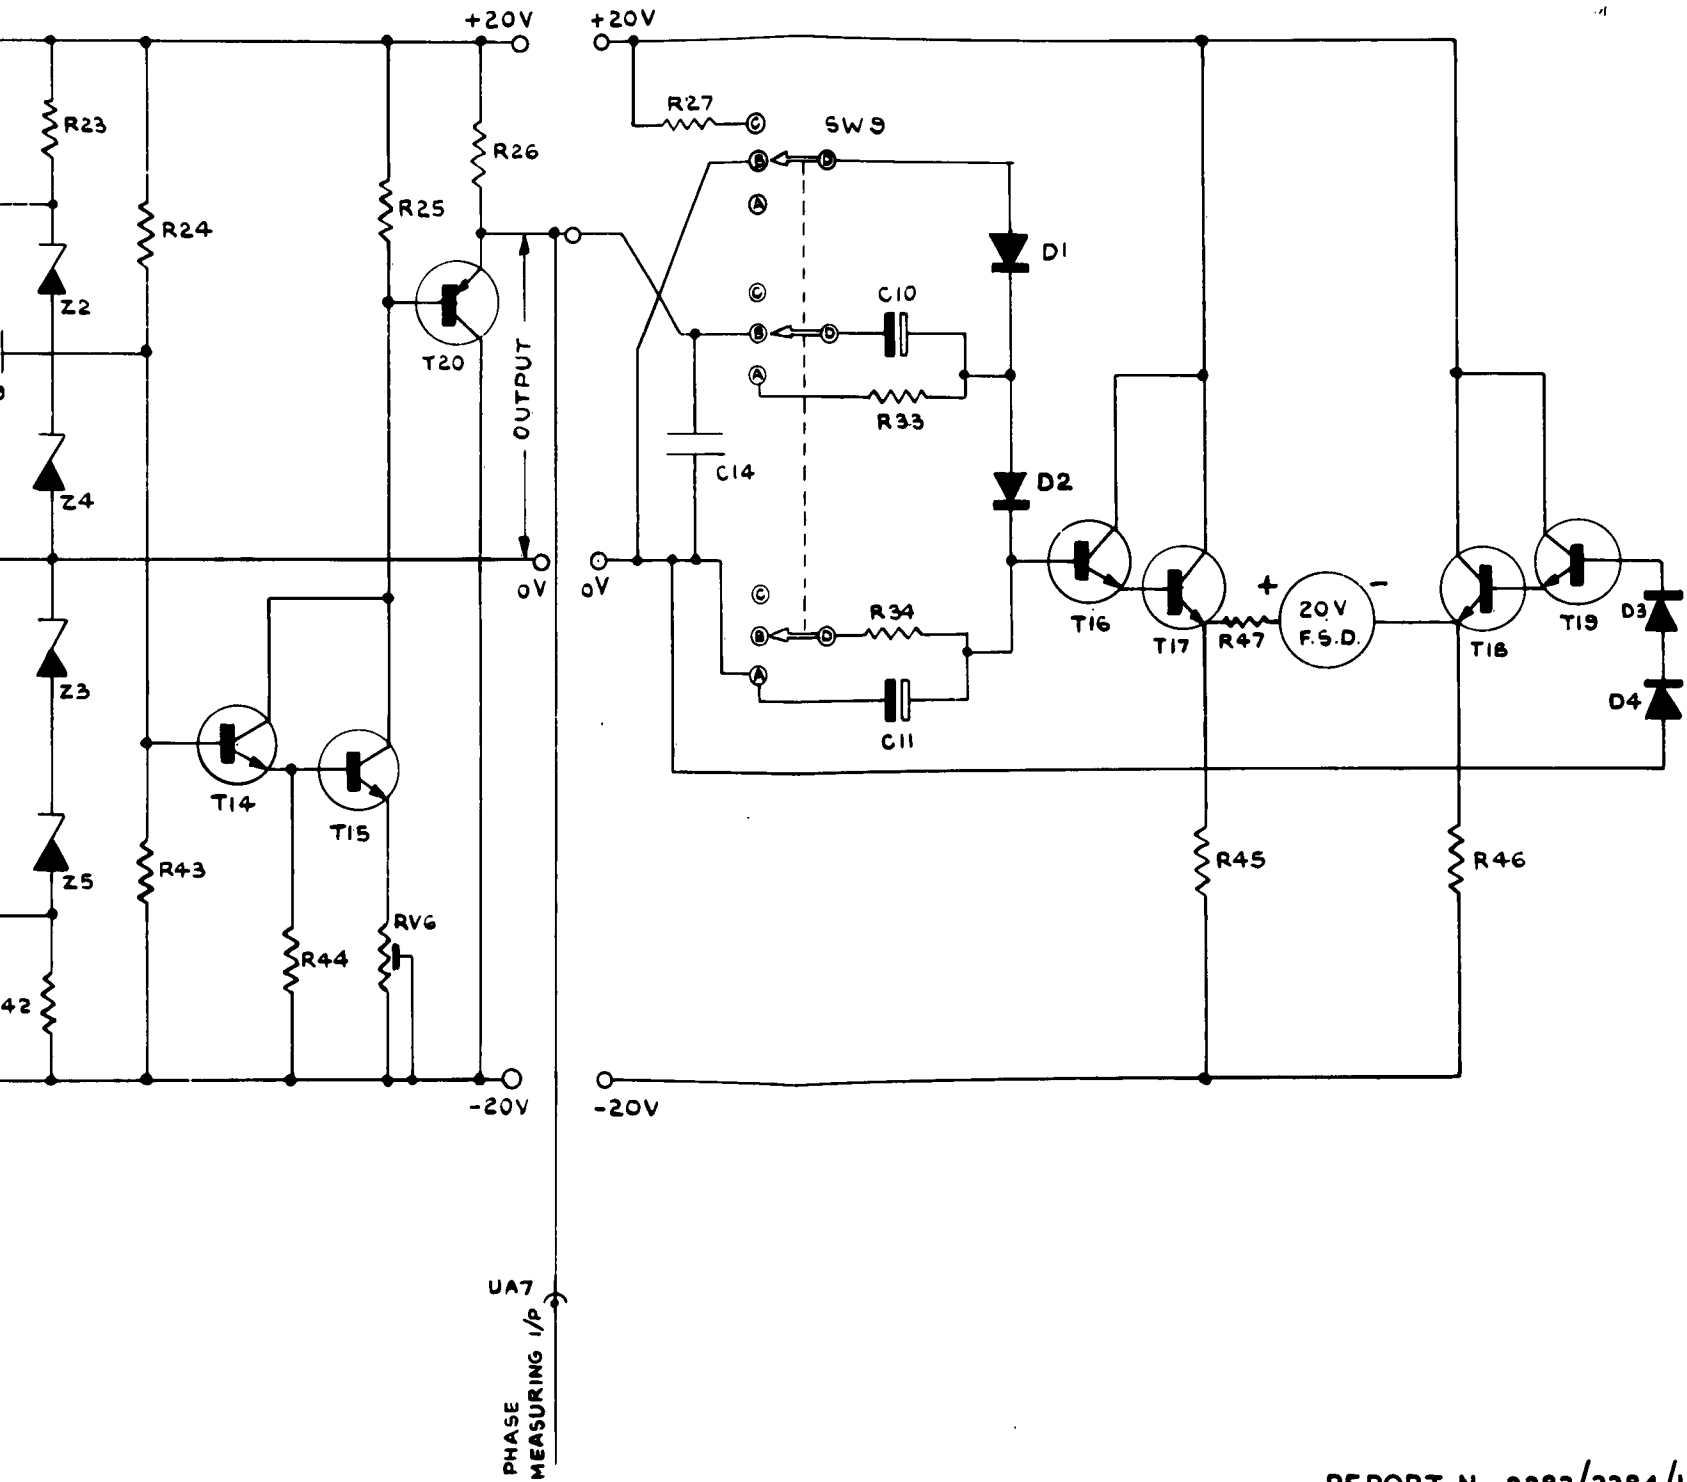 +20V
+20V
R23
R24
R25
R26
R27
C
SW9
B
D
A
D1
Z2
T20
OUTPUT
C
C10
B
D
A
R33
C14
D2
Z4
0V
0V
C
B
D
A
R34
C11
T16
T17
R47
+
-
20V
F.S.D.
T18
T19
D3
D4
Z3
T14
T15
R43
Z5
R44
RV6
42
R45
R46
-20V
-20V
UA7
PHASE
MEASURING I/P
REPORT